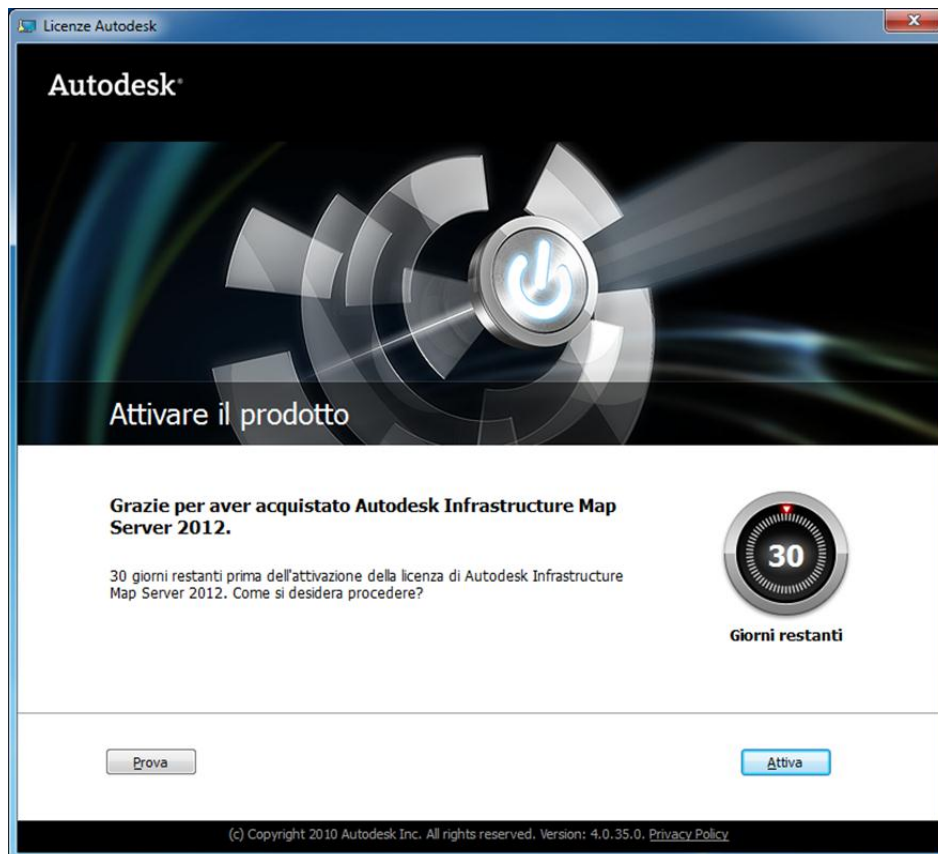 Licenze Autodesk
Autodesk®
Attivare il prodotto
Grazie per aver acquistato Autodesk Infrastructure Map
Server 2012.
30 giorni restanti prima dell'attivazione della licenza di Autodesk Infrastructure
Map Server 2012. Come si desidera procedere?
30
Giorni restanti
Prova
Attiva
(c) Copyright 2010 Autodesk Inc. All rights reserved. Version: 4.0.35.0. Privacy Policy